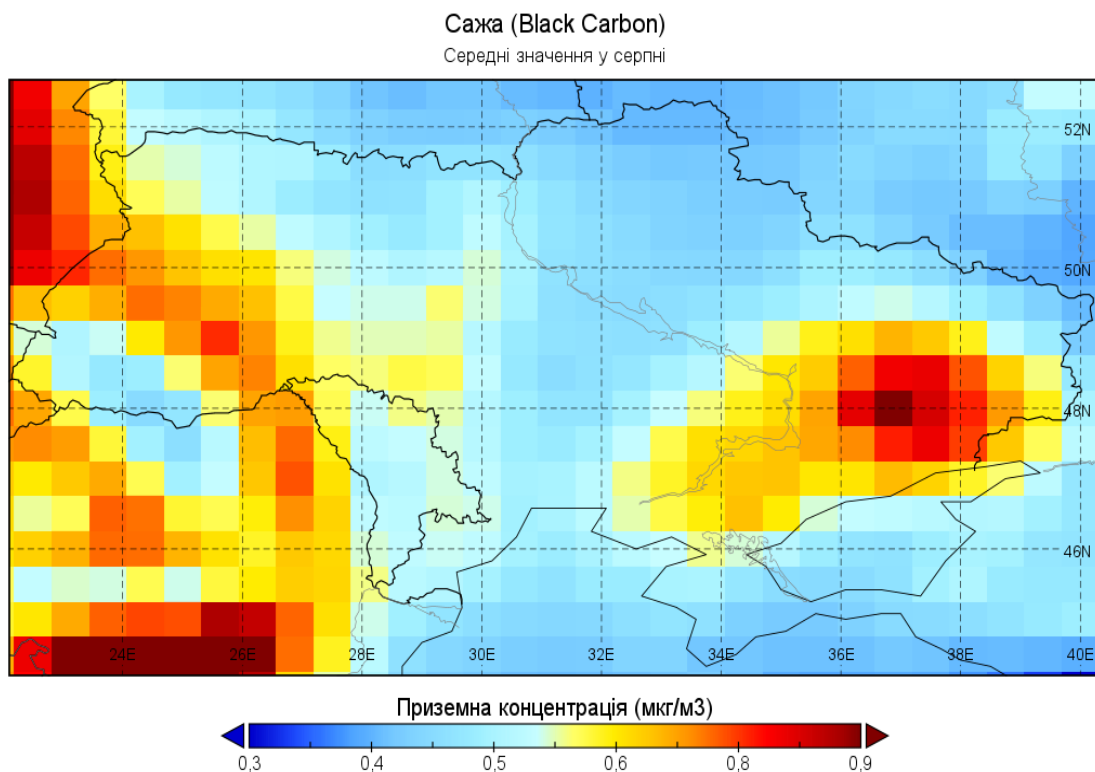 Сажа (Black Carbon)
Середні значення у серпні
52N
50N
48N
46N
24E 26E 28E 30E 32E 34E 36E 38E 40E
Приземна концентрація (мкг/м3)
0,3 0,4 0,5 0,6 0,8 0,9